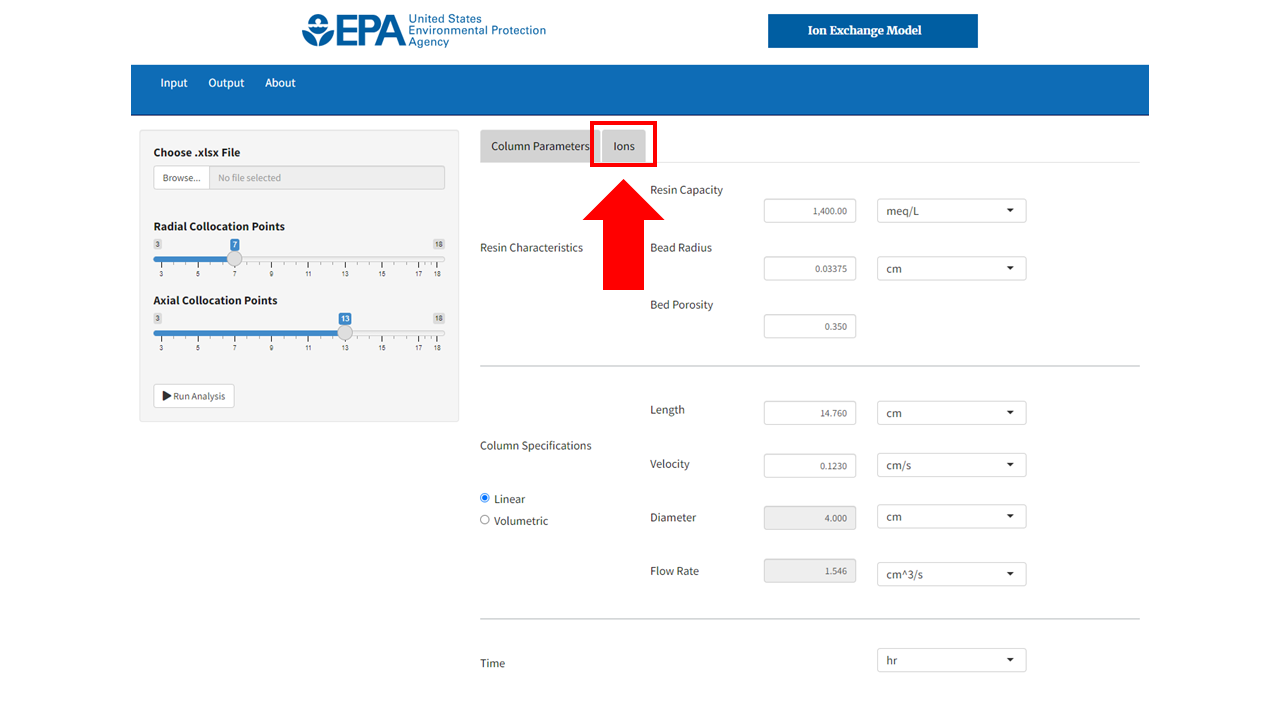 EPA United States
Environmental Protection
Agency
Ion Exchange Model
Input Output About
Choose .xlsx File
Browse... No file selected
Radial Collocation Points
3 7 18
3 5 7 9 11 13 15 17 18
Axial Collocation Points
3 13 18
3 5 7 9 11 13 15 17 18
Run Analysis
Column Parameters Ions
Resin Characteristics
Resin Capacity
1,400.00 meq/L
Bead Radius
0.03375 cm
Bed Porosity
0.350
Column Specifications
Linear
Volumetric
Length
14.760 cm
Velocity
0.1230 cm/s
Diameter
4.000 cm
Flow Rate
1.546 cm^3/s
Time
hr